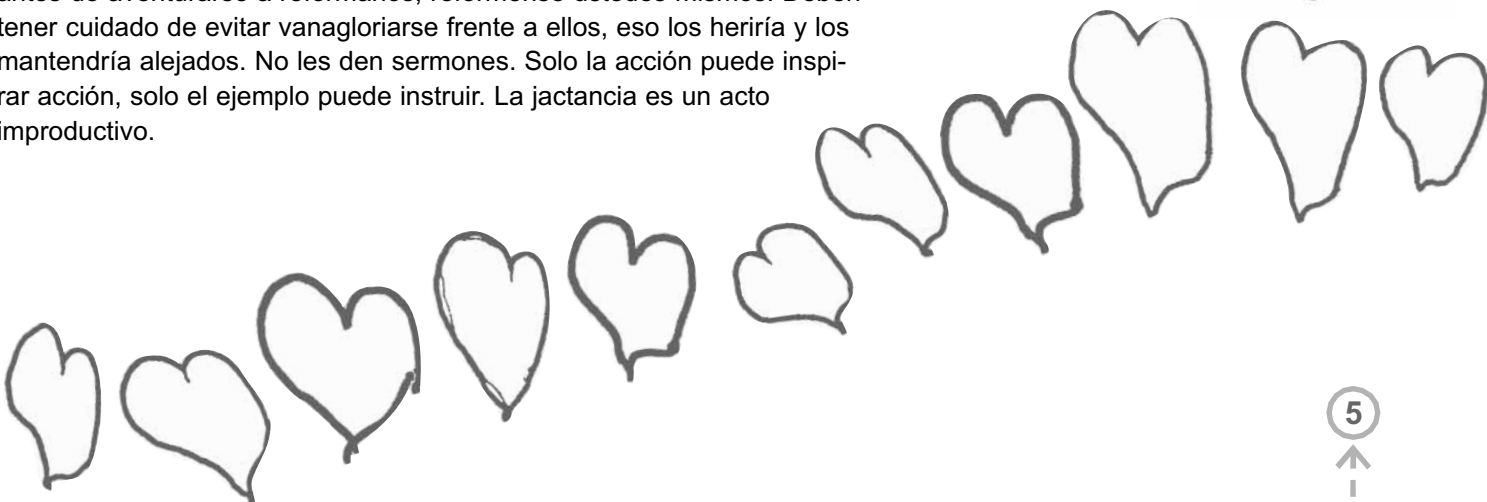 tener cuidado de evitar vanagloriarse frente a ellos, eso los heriría y los
mantendría alejados. No les den sermones. Solo la acción puede inspi-
rar acción, solo el ejemplo puede instruir. La jactancia es un acto
improductivo.
5